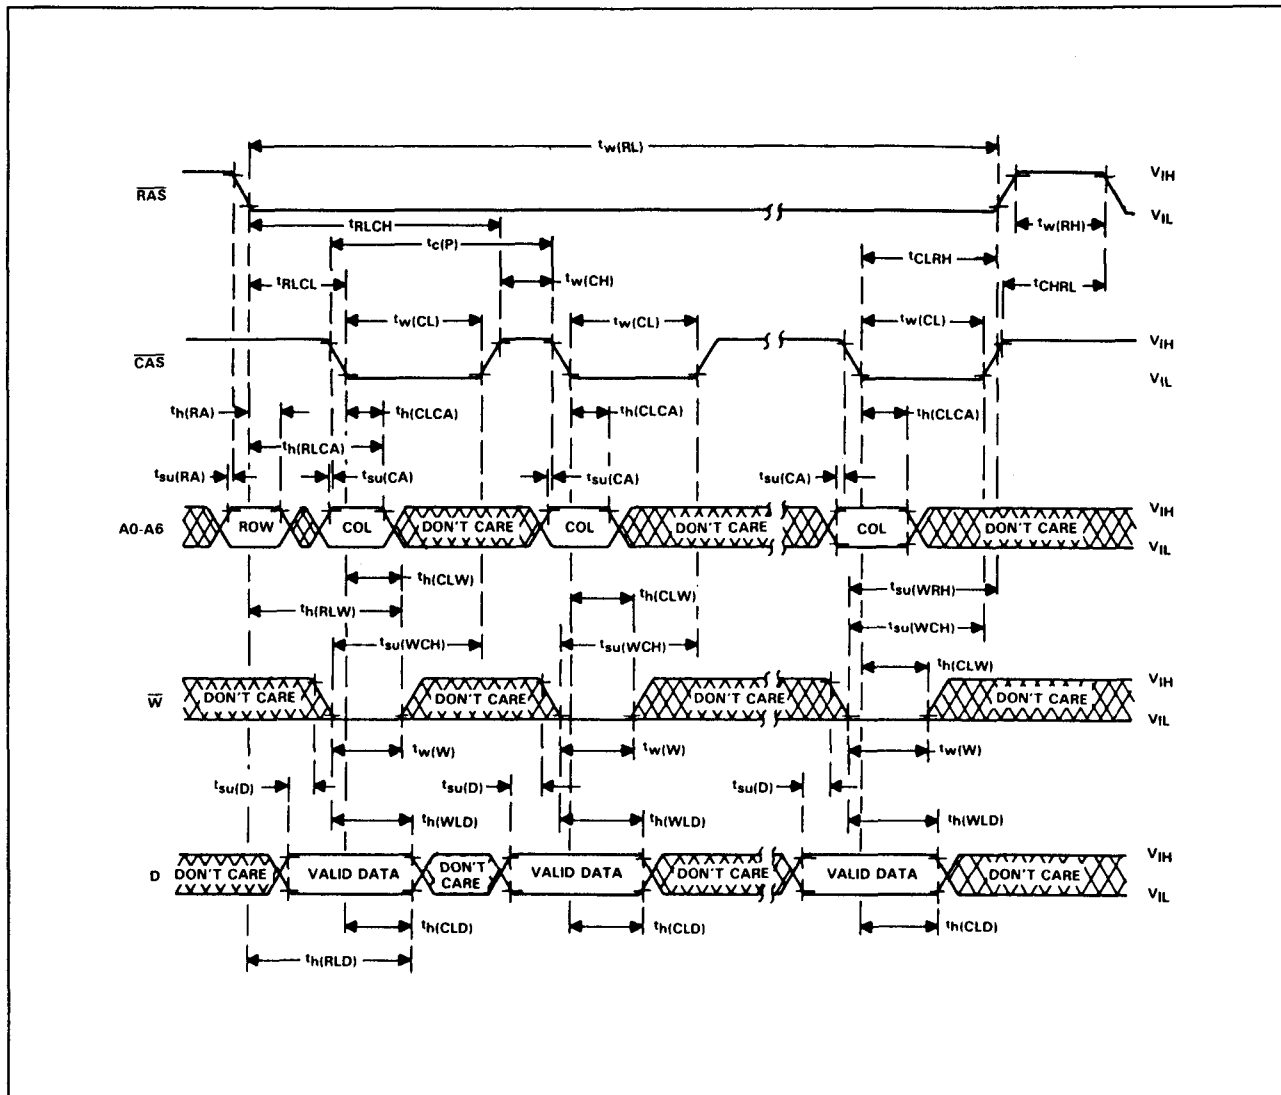 tw(RL)
RAS
VIH
VIL
tRLCH
tw(RH)
tc(P)
tCLRH
tRLCL
tw(CH)
tCHRL
tw(CL)
tw(CL)
tw(CL)
CAS
VIH
VIL
th(RA)
th(CLCA)
th(CLCA)
th(CLCA)
th(RLCA)
tsu(RA)
tsu(CA)
tsu(CA)
tsu(CA)
A0-A6
ROW
COL
DON'T CARE
COL
DON'T CARE
COL
DON'T CARE
VIH
VIL
th(CLW)
th(CLW)
tsu(WRH)
th(RLW)
tsu(WCH)
tsu(WCH)
tsu(WCH)
th(CLW)
W
DON'T CARE
DON'T CARE
DON'T CARE
DON'T CARE
VIH
VIL
tw(W)
tw(W)
tw(W)
tsu(D)
tsu(D)
tsu(D)
th(WLD)
th(WLD)
th(WLD)
D
DON'T CARE
VALID DATA
DON'T
CARE
VALID DATA
DON'T CARE
VALID DATA
DON'T CARE
VIH
VIL
th(CLD)
th(CLD)
th(CLD)
th(RLD)